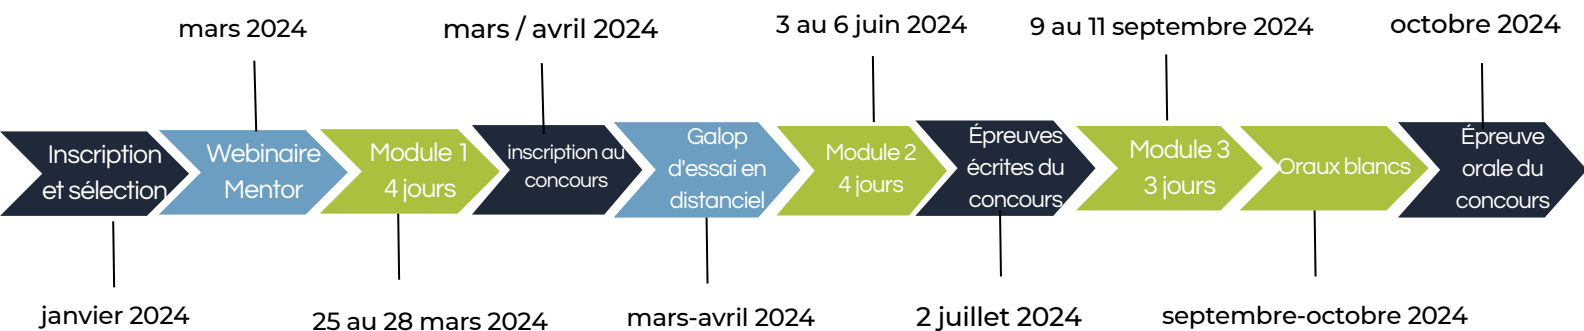 mars 2024
mars / avril 2024
3 au 6 juin 2024
9 au 11 septembre 2024
octobre 2024
Inscription
et sélection
Webinaire
Mentor
Module 1
4 jours
inscription au
concours
Galop
d'essai en
distanciel
Module 2
4 jours
Épreuves
écrites du
concours
Module 3
3 jours
Oraux blancs
Épreuve
orale du
concours
janvier 2024
25 au 28 mars 2024
mars-avril 2024
2 juillet 2024
septembre-octobre 2024